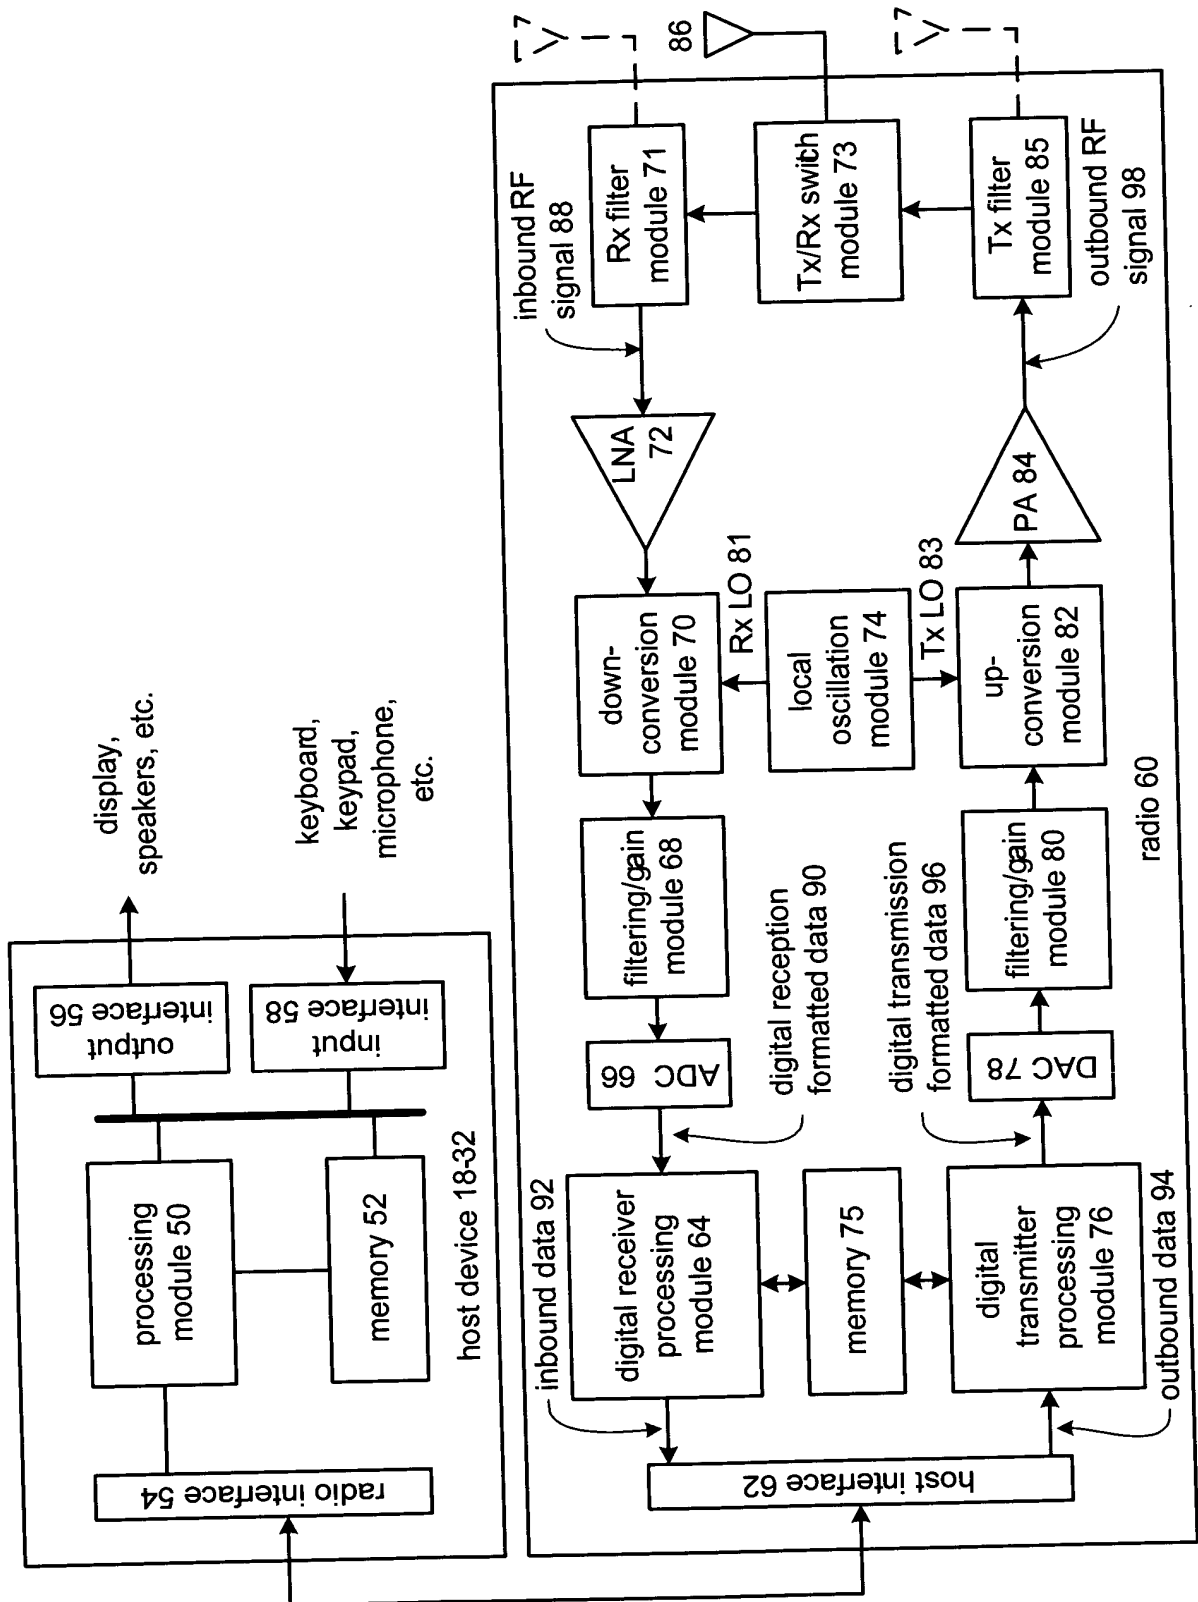 radio interface 54
processing
module 50
memory 52
output
interface 56
input
interface 58
display,
speakers, etc.
keyboard,
keypad,
microphone,
etc.
host device 18-32
host interface 62
inbound data 92
digital receiver
processing
module 64
memory 75
digital
transmitter
processing
module 76
outbound data 94
ADC 66
digital reception
formatted data 90
digital transmission
formatted data 96
DAC 78
filtering/gain
module 68
filtering/gain
module 80
down-
conversion
module 70
Rx LO 81
local
oscillation
module 74
Tx LO 83
up-
conversion
module 82
LNA
72
PA 84
inbound RF
signal 88
Rx filter
module 71
Tx/Rx switch
module 73
Tx filter
module 85
outbound RF
signal 98
86
radio 60